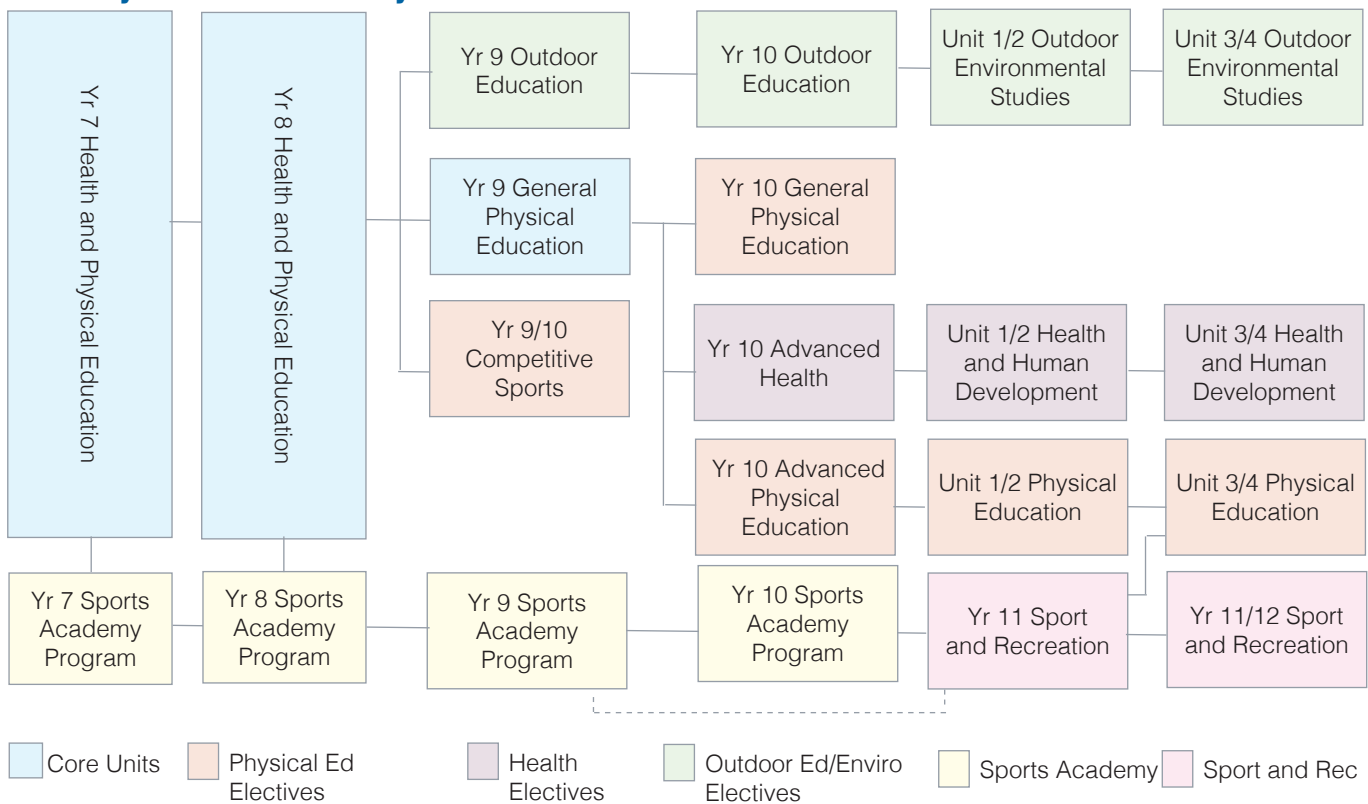 Yr 7 Health and Physical Education
Yr 8 Health and Physical Education
Yr 9 Outdoor
Education
Yr 10 Outdoor
Education
Unit 1/2 Outdoor
Environmental
Studies
Unit 3/4 Outdoor
Environmental
Studies
Yr 9 General
Physical
Education
Yr 10 General
Physical
Education
Yr 9/10
Competitive
Sports
Yr 10 Advanced
Health
Unit 1/2 Health
and Human
Development
Unit 3/4 Health
and Human
Development
Yr 10 Advanced
Physical
Education
Unit 1/2 Physical
Education
Unit 3/4 Physical
Education
Yr 7 Sports
Academy
Program
Yr 8 Sports
Academy
Program
Yr 9 Sports
Academy
Program
Yr 10 Sports
Academy
Program
Yr 11 Sport
and Recreation
Yr 11/12 Sport
and Recreation
Core Units
Physical Ed
Electives
Health
Electives
Outdoor Ed/Enviro
Electives
Sports Academy
Sport and Rec